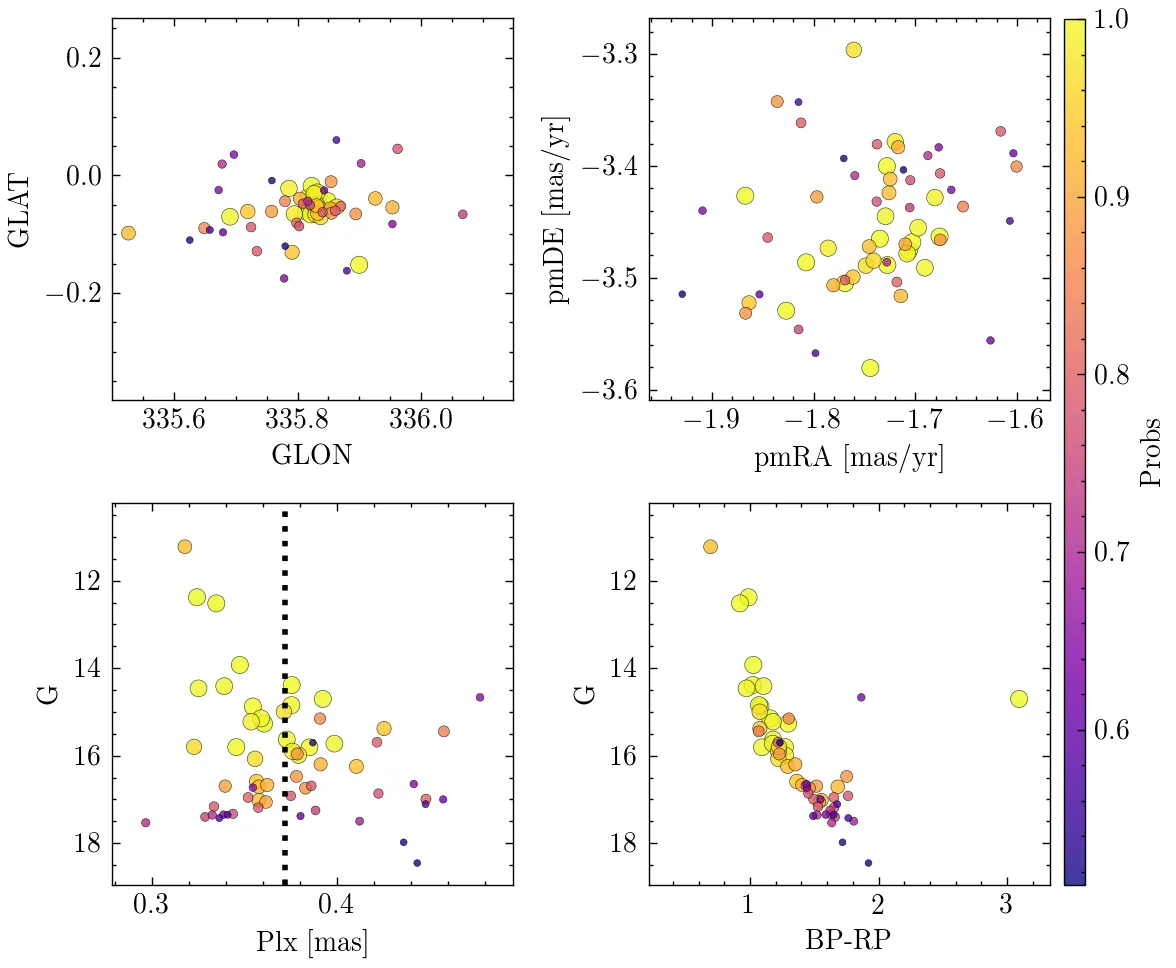 0.2
0.0
−0.2
GLAT
335.6 335.8 336.0
GLON
−3.3
−3.4
−3.5
−3.6
pmDE [mas/yr]
−1.9 −1.8 −1.7 −1.6
pmRA [mas/yr]
1.0
0.9
0.8
0.7
0.6
Probs
12
14
16
18
G
0.3 0.4
Plx [mas]
12
14
16
18
G
1 2 3
BP-RP